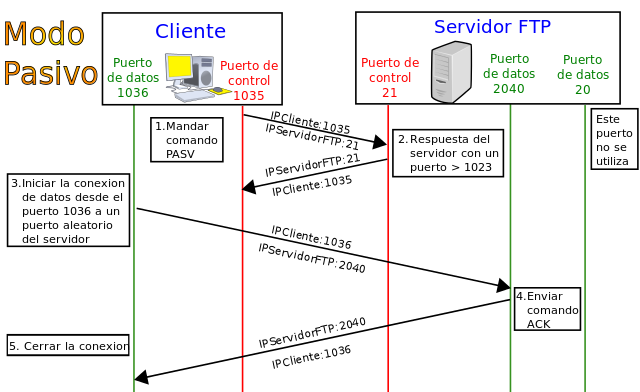 Modo
Pasivo
Cliente
Puerto
de datos
1036
Puerto de
control
1035
Servidor FTP
Puerto de
control
21
Puerto
de datos
2040
Puerto
de datos
20
Este
puerto
no se
utiliza
1.Mandar
comando
PASV
IPCliente:1035
IPServidorFTP:21
2.Respuesta del
servidor con un
puerto > 1023
IPServidorFTP:21
IPCliente:1035
3.Iniciar la conexion
de datos desde el
puerto 1036 a un
puerto aleatorio
del servidor
IPCliente:1036
IPServidorFTP:2040
4.Enviar
comando
ACK
IPServidorFTP:2040
IPCliente:1036
5. Cerrar la conexion